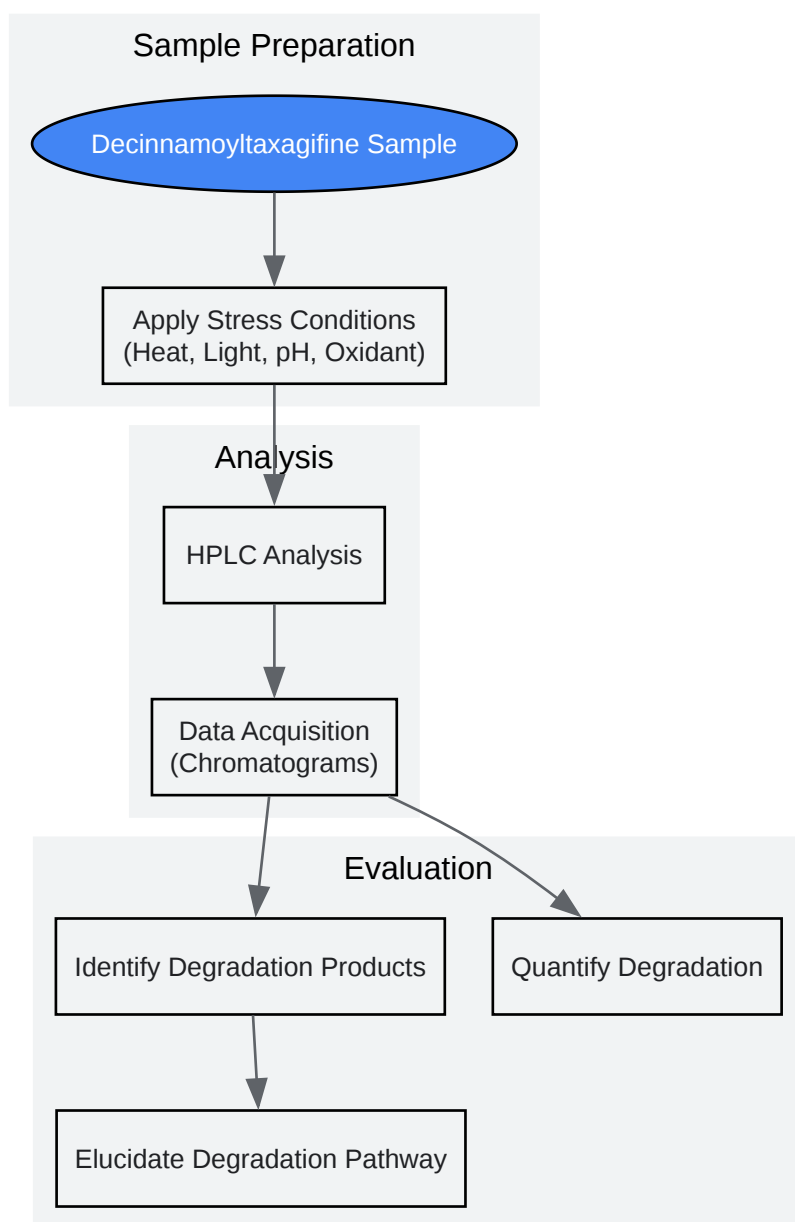 Sample Preparation
Decinnamoyltaxagifine Sample
Apply Stress Conditions
(Heat, Light, pH, Oxidant)
Analysis
HPLC Analysis
Data Acquisition
(Chromatograms)
Evaluation
Identify Degradation Products
Quantify Degradation
Elucidate Degradation Pathway